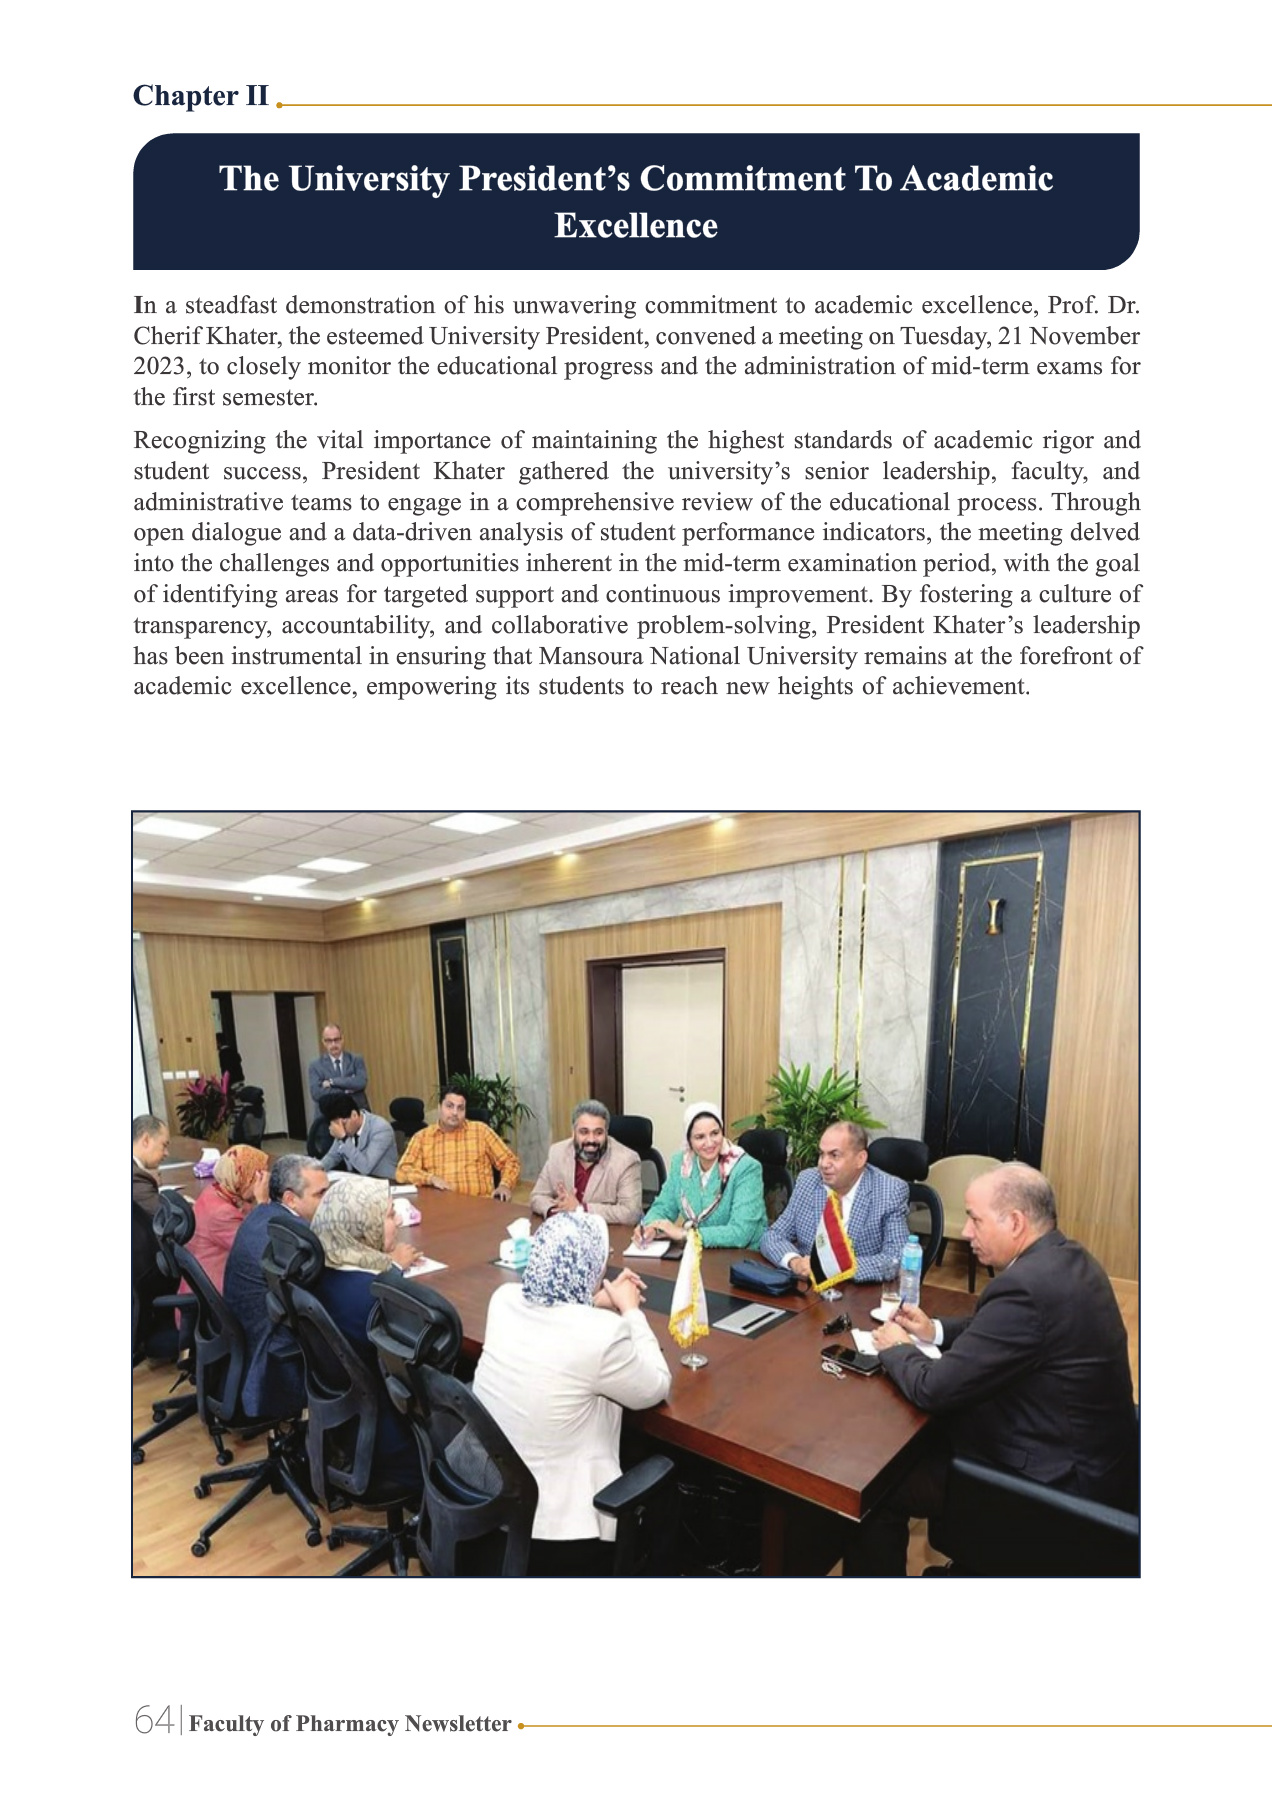 Chapter II
The University President’s Commitment To Academic
Excellence
In a steadfast demonstration of his unwavering commitment to academic excellence, Prof. Dr.
Cherif Khater, the esteemed University President, convened a meeting on Tuesday, 21 November
2023, to closely monitor the educational progress and the administration of mid-term exams for
the first semester.
Recognizing the vital importance of maintaining the highest standards of academic rigor and
student success, President Khater gathered the university’s senior leadership, faculty, and
administrative teams to engage in a comprehensive review of the educational process. Through
open dialogue and a data-driven analysis of student performance indicators, the meeting delved
into the challenges and opportunities inherent in the mid-term examination period, with the goal
of identifying areas for targeted support and continuous improvement. By fostering a culture of
transparency, accountability, and collaborative problem-solving, President Khater’s leadership
has been instrumental in ensuring that Mansoura National University remains at the forefront of
academic excellence, empowering its students to reach new heights of achievement.
64| Faculty of Pharmacy Newsletter